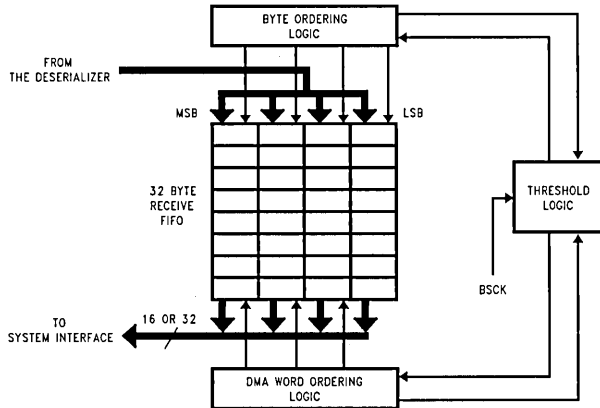 BYTE ORDERING
LOGIC
FROM
THE DESERIALIZER
MSB
LSB
32 BYTE
RECEIVE
FIFO
THRESHOLD
LOGIC
BSCK
16 OR 32
TO
SYSTEM INTERFACE
DMA WORD ORDERING
LOGIC